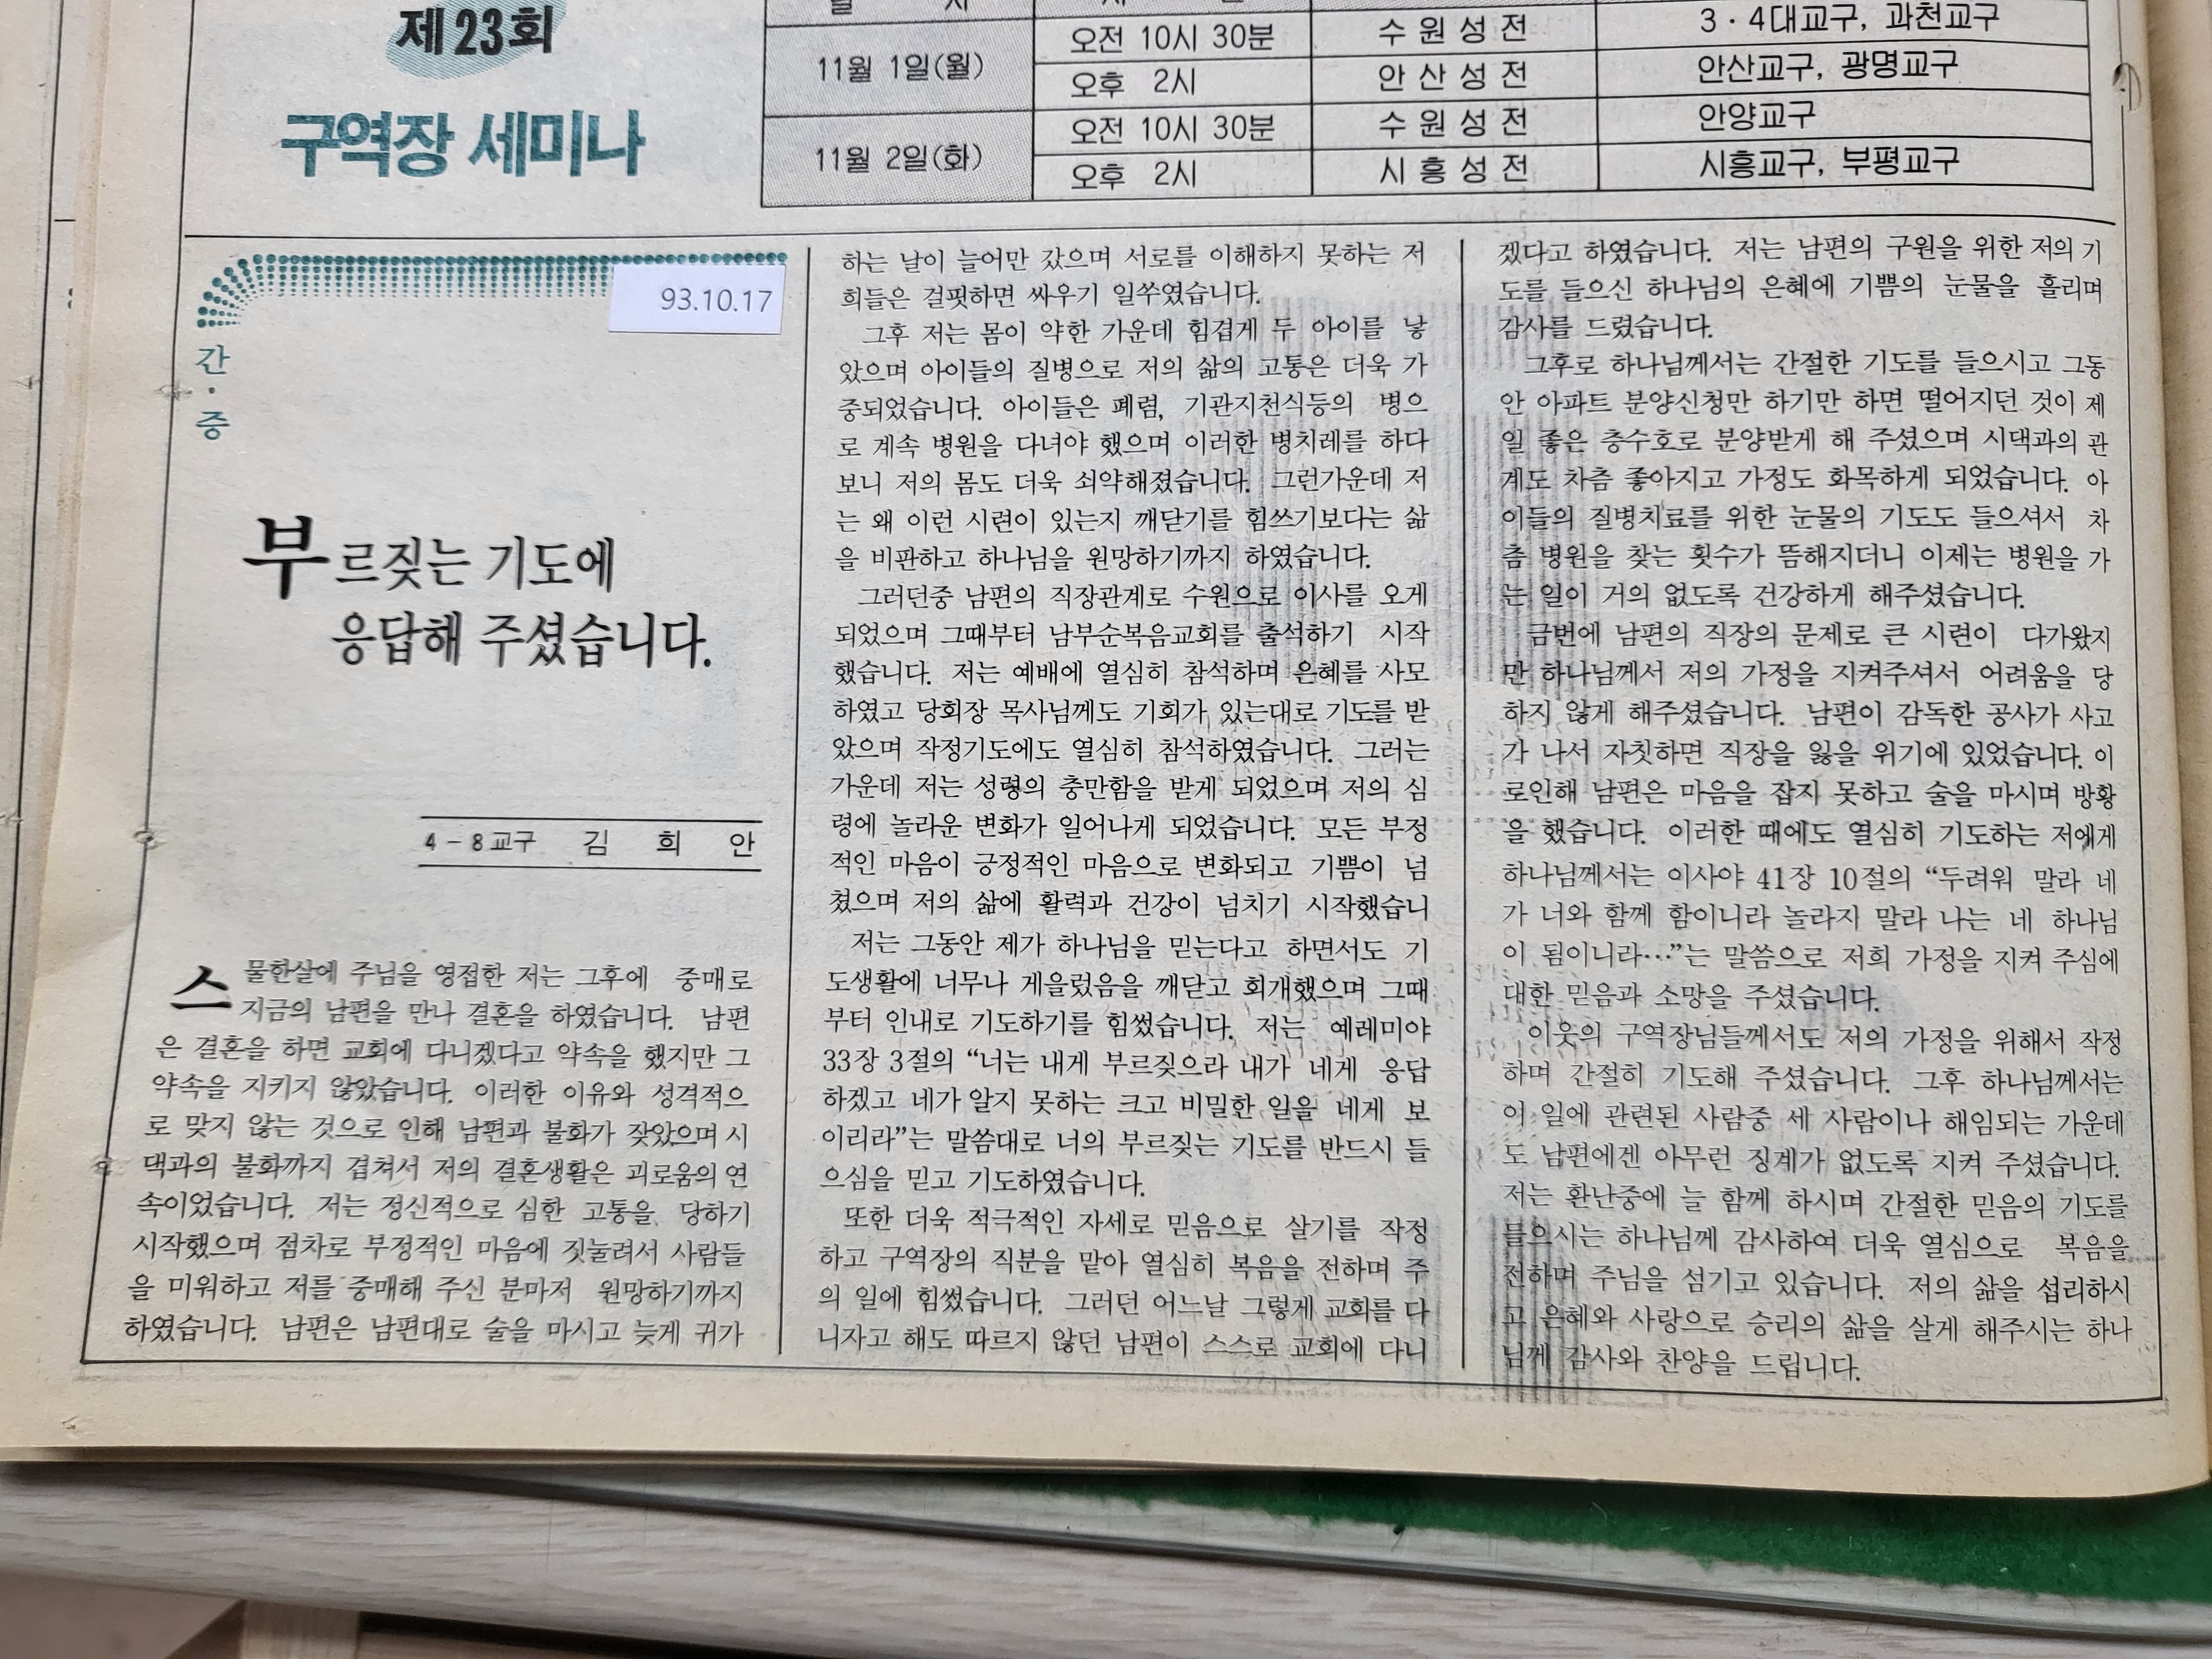 제23회
구역장 세미나
11월 1일(월)
오전 10시 30분
수원성전
3·4대교구, 과천교구
오후 2시
안산성전
안산교구, 광명교구
11월 2일(화)
오전 10시 30분
수원성전
안양교구
오후 2시
시흥성전
시흥교구, 부평교구
93.10.17
간·증
부르짖는 기도에
응답해 주셨습니다.
4-8교구 김 희 안
스물한살에 주님을 영접한 저는 그후에 중매로
지금의 남편을 만나 결혼을 하였습니다. 남편
은 결혼을 하면 교회에 다니겠다고 약속을 했지만 그
약속을 지키지 않았습니다. 이러한 이유와 성격적으
로 맞지 않는 것으로 인해 남편과 불화가 잦았으며 시
댁과의 불화까지 겹쳐서 저의 결혼생활은 괴로움의 연
속이었습니다. 저는 정신적으로 심한 고통을 당하기
시작했으며 점차로 부정적인 마음에 짓눌려서 사람들
을 미워하고 저를 중매해 주신 분마저 원망하기까지
하였습니다. 남편은 남편대로 술을 마시고 늦게 귀가
하는 날이 늘어만 갔으며 서로를 이해하지 못하는 저
희들은 걸핏하면 싸우기 일쑤였습니다.
그후 저는 몸이 약한 가운데 힘겹게 두 아이를 낳
았으며 아이들의 질병으로 저의 삶의 고통은 더욱 가
중되었습니다. 아이들은 폐렴, 기관지천식등의 병으
로 계속 병원을 다녀야 했으며 이러한 병치레를 하다
보니 저의 몸도 더욱 쇠약해졌습니다. 그런가운데 저
는 왜 이런 시련이 있는지 깨닫기를 힘쓰기보다는 삶
을 비판하고 하나님을 원망하기까지 하였습니다.
그러던중 남편의 직장관계로 수원으로 이사를 오게
되었으며 그때부터 남부순복음교회를 출석하기 시작
했습니다. 저는 예배에 열심히 참석하며 은혜를 사모
하였고 당회장 목사님께도 기회가 있는대로 기도를 받
았으며 작정기도에도 열심히 참석하였습니다. 그러는
가운데 저는 성령의 충만함을 받게 되었으며 저의 심
령에 놀라운 변화가 일어나게 되었습니다. 모든 부정
적인 마음이 긍정적인 마음으로 변화되고 기쁨이 넘
쳤으며 저의 삶에 활력과 건강이 넘치기 시작했습니
저는 그동안 제가 하나님을 믿는다고 하면서도 기
도생활에 너무나 게을렀음을 깨닫고 회개했으며 그때
부터 인내로 기도하기를 힘썼습니다. 저는 예레미야
33장 3절의 “너는 내게 부르짖으라 내가 네게 응답
하겠고 네가 알지 못하는 크고 비밀한 일을 네게 보
이리라”는 말씀대로 너의 부르짖는 기도를 반드시 들
으심을 믿고 기도하였습니다.
또한 더욱 적극적인 자세로 믿음으로 살기를 작정
하고 구역장의 직분을 맡아 열심히 복음을 전하며 주
의 일에 힘썼습니다. 그러던 어느날 그렇게 교회를 다
니자고 해도 따르지 않던 남편이 스스로 교회에 다니
겠다고 하였습니다. 저는 남편의 구원을 위한 저의 기
도를 들으신 하나님의 은혜에 기쁨의 눈물을 흘리며
감사를 드렸습니다.
그후로 하나님께서는 간절한 기도를 들으시고 그동
안 아파트 분양신청만 하기만 하면 떨어지던 것이 제
일 좋은 층수호로 분양받게 해 주셨으며 시댁과의 관
계도 차츰 좋아지고 가정도 화목하게 되었습니다. 아
이들의 질병치료를 위한 눈물의 기도도 들으셔서 차
츰 병원을 찾는 횟수가 뜸해지더니 이제는 병원을 가
는 일이 거의 없도록 건강하게 해주셨습니다.
금번에 남편의 직장의 문제로 큰 시련이 다가왔지
만 하나님께서 저의 가정을 지켜주셔서 어려움을 당
하지 않게 해주셨습니다. 남편이 감독한 공사가 사고
가 나서 자칫하면 직장을 잃을 위기에 있었습니다. 이
로인해 남편은 마음을 잡지 못하고 술을 마시며 방황
을 했습니다. 이러한 때에도 열심히 기도하는 저에게
하나님께서는 이사야 41장 10절의 “두려워 말라 네
가 너와 함께 함이니라 놀라지 말라 나는 네 하나님
이 됨이니라…”는 말씀으로 저희 가정을 지켜 주심에
대한 믿음과 소망을 주셨습니다.
이웃의 구역장님들께서도 저의 가정을 위해서 작정
하며 간절히 기도해 주셨습니다. 그후 하나님께서는
이 일에 관련된 사람중 세 사람이나 해임되는 가운데
도 남편에겐 아무런 징계가 없도록 지켜 주셨습니다.
저는 환난중에 늘 함께 하시며 간절한 믿음의 기도를
들으시는 하나님께 감사하여 더욱 열심으로 복음을
전하며 주님을 섬기고 있습니다. 저의 삶을 섭리하시
고 은혜와 사랑으로 승리의 삶을 살게 해주시는 하나
님께 감사와 찬양을 드립니다.